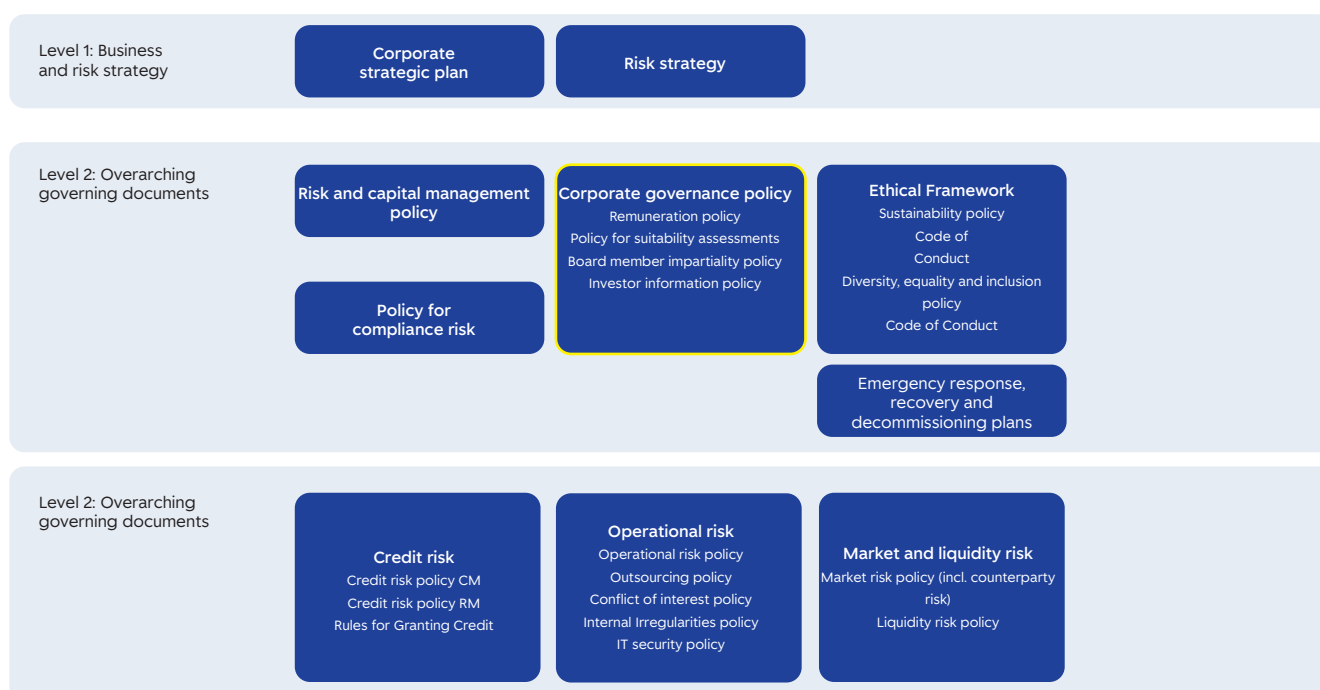 Level 1: Business
and risk strategy
Corporate
strategic plan
Risk strategy
Level 2: Overarching
governing documents
Risk and capital management
policy
Policy for
compliance risk
Corporate governance policy
Remuneration policy
Policy for suitability assessments
Board member impartiality policy
Investor information policy
Ethical Framework
Sustainability policy
Code of
Conduct
Diversity, equality and inclusion
policy
Code of Conduct
Emergency response,
recovery and
decommissioning plans
Level 2: Overarching
governing documents
Credit risk
Credit risk policy CM
Credit risk policy RM
Rules for Granting Credit
Operational risk
Operational risk policy
Outsourcing policy
Conflict of interest policy
Internal Irregularities policy
IT security policy
Market and liquidity risk
Market risk policy (incl. counterparty
risk)
Liquidity risk policy